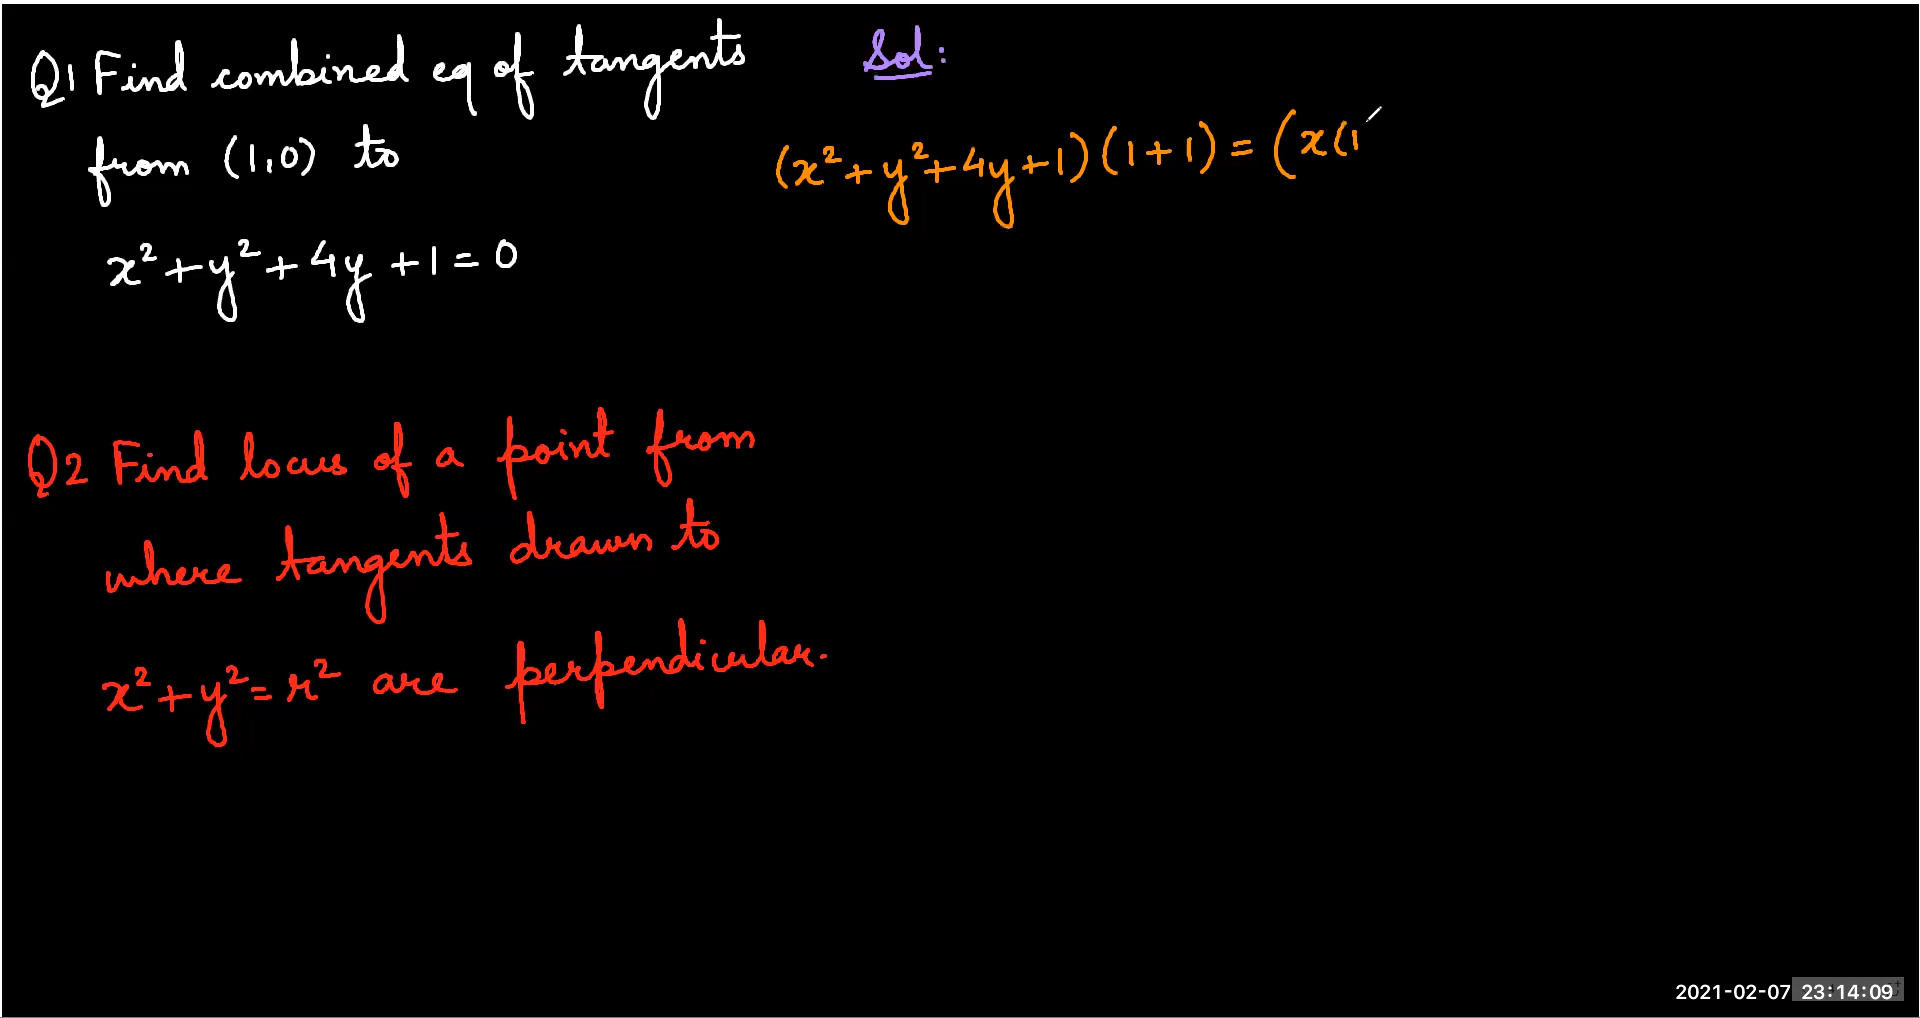 Q1 Find combined eq of tangents
from (1,0) to
x²+y²+4y+1=0
Sol:
(x²+y²+4y+1)(1+1)=(x(1
Q2 Find locus of a point from
where tangents drawn to
x²+y²=r² are perpendicular.
2021-02-07 23:14:09